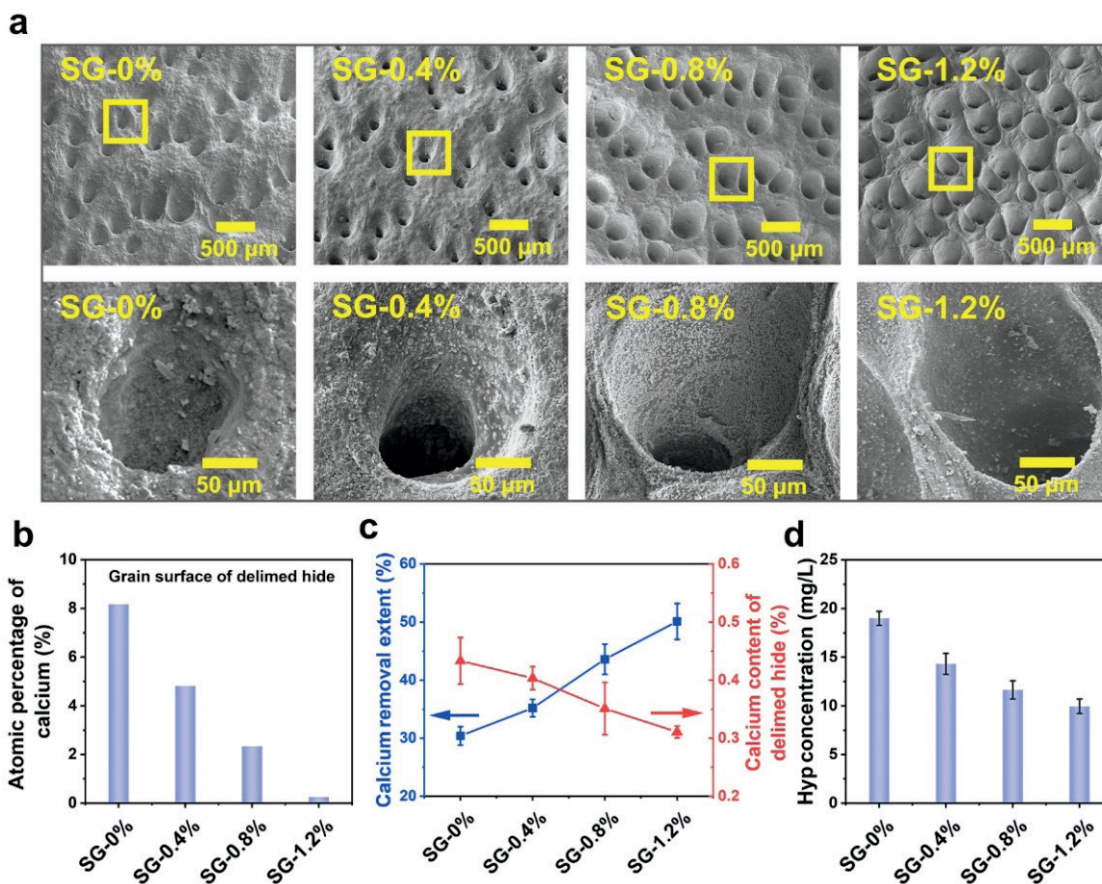 a
SG-0%
SG-0.4%
SG-0.8%
SG-1.2%
500 µm
500 µm
500 µm
500 µm
SG-0%
SG-0.4%
SG-0.8%
SG-1.2%
50 µm
50 µm
50 µm
50 µm
b
Atomic percentage of
calcium (%)
10
8
6
4
2
0
Grain surface of delimed hide
SG-0%
SG-0.4%
SG-0.8%
SG-1.2%
c
Calcium removal extent (%)
60
50
40
30
20
0.6
0.5
0.4
0.3
0.2
Calcium content of
delimed hide (%)
SG-0%
SG-0.4%
SG-0.8%
SG-1.2%
d
Hyp concentration (mg/L)
25
20
15
10
5
0
SG-0%
SG-0.4%
SG-0.8%
SG-1.2%